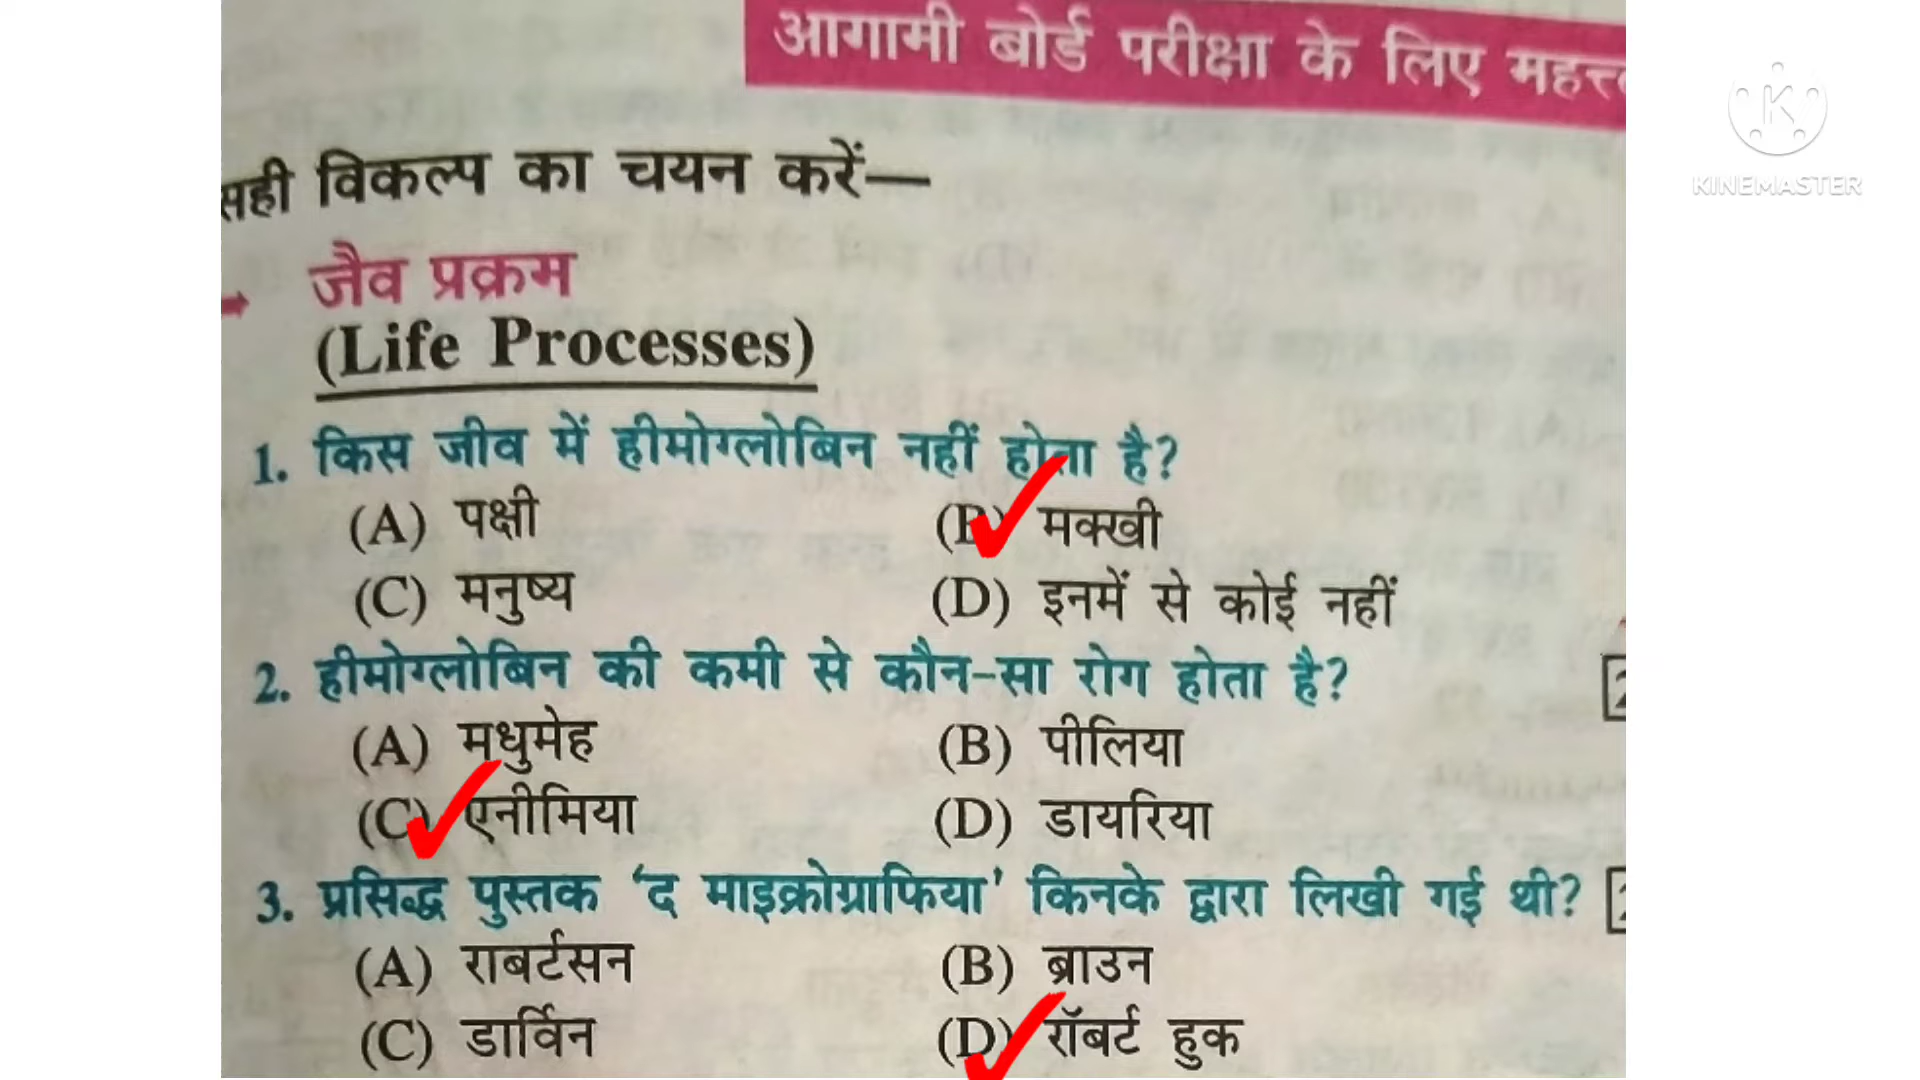 आगामी बोर्ड परीक्षा के लिए
KINEMASTER
सही विकल्प का चयन करें—
जैव प्रक्रम
(Life Processes)
1. किस जीव में हीमोग्लोबिन नहीं होता है?
(A) पक्षी (B) मक्खी
(C) मनुष्य (D) इनमें से कोई नहीं
2. हीमोग्लोबिन की कमी से कौन-सा रोग होता है?
(A) मधुमेह (B) पीलिया
(C) एनीमिया (D) डायरिया
3. प्रसिद्ध पुस्तक ‘द माइक्रोग्राफिया’ किनके द्वारा लिखी गई थी?
(A) राबर्टसन (B) ब्राउन
(C) डार्विन (D) रॉबर्ट हुक